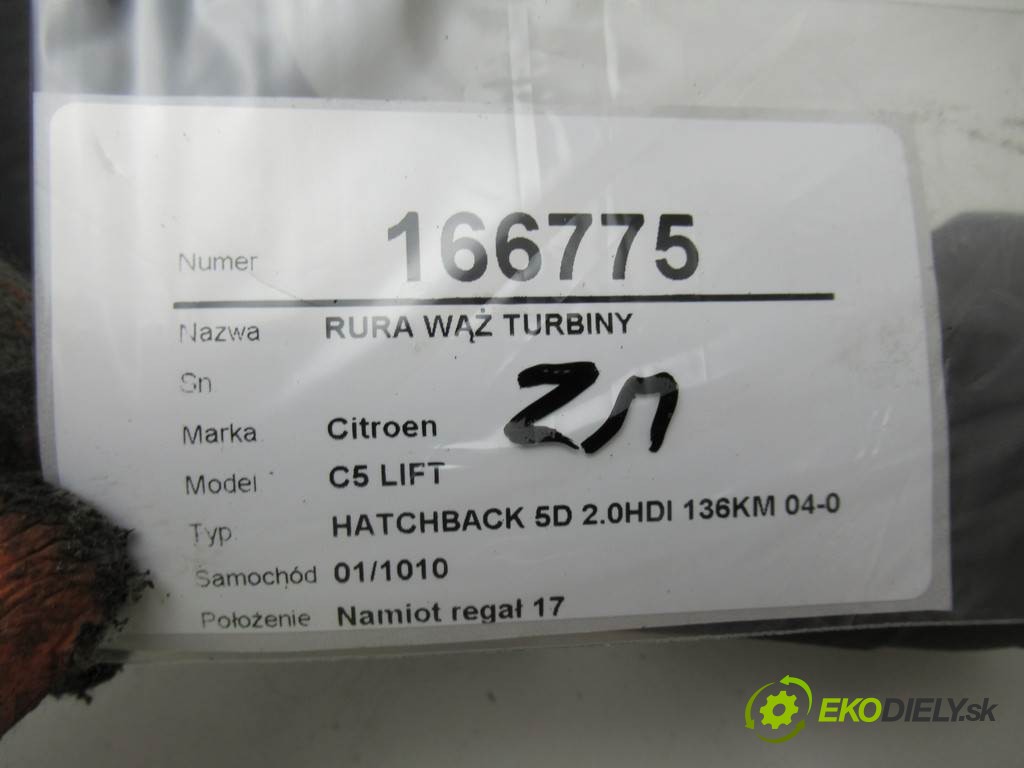 Numer 166775
Nazwa RURA WĄŻ TURBINY
Sn
Marka Citroen
Model C5 LIFT
Typ HATCHBACK 5D 2.0HDI 136KM 04-0
Samochód 01/1010
Położenie Namiot regał 17
EKODIELY.sk